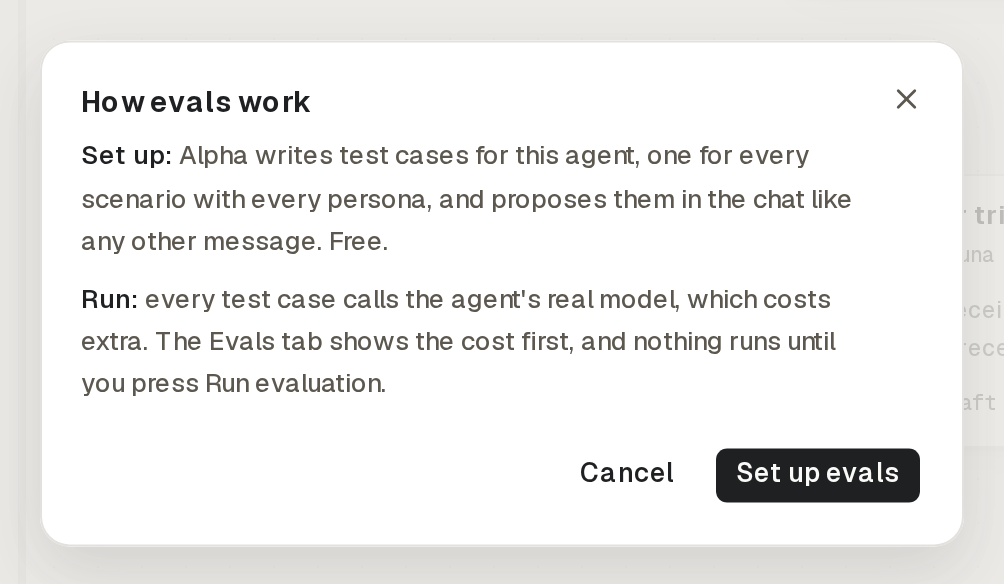 How evals work
Set up: Alpha writes test cases for this agent, one for every
scenario with every persona, and proposes them in the chat like
any other message. Free.
Run: every test case calls the agent's real model, which costs
extra. The Evals tab shows the cost first, and nothing runs until
you press Run evaluation.
Cancel
Set up evals